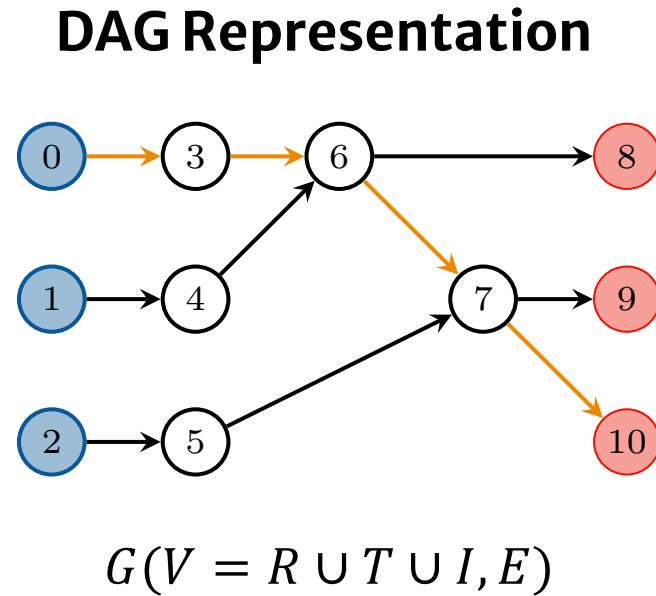 DAG Representation
0 3 6 8
1 4 7 9
2 5 10
G(V = R ∪ T ∪ I, E)